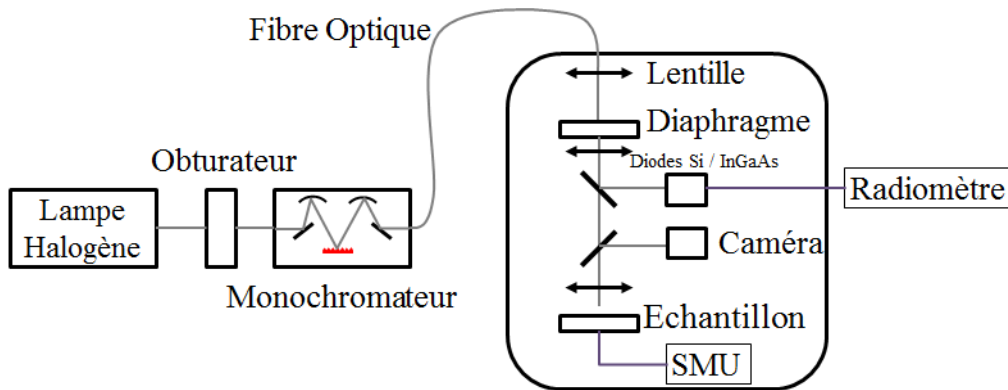 Fibre Optique
Lentille
Diaphragme
Diodes Si / InGaAs
Obturateur
Radiomètre
Lampe
Halogène
Caméra
Monochromateur
Echantillon
SMU